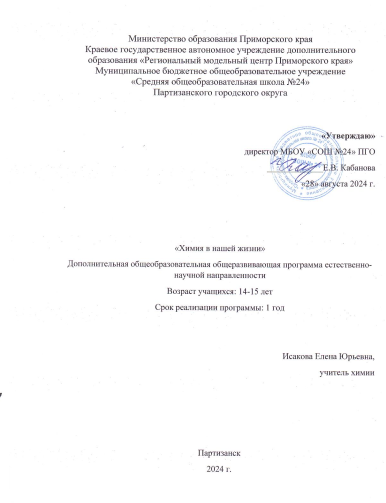 Министерство образования Приморского края
Краевое государственное автономное учреждение дополнительного
образования «Региональный модельный центр Приморского края»
Муниципальное бюджетное общеобразовательное учреждение
«Средняя общеобразовательная школа №24»
Партизанского городского округа
«Утверждаю»
директор МБОУ «СОШ №24» ПГО
Е.В. Кабанова
«28» августа 2024 г.
«Химия в нашей жизни»
Дополнительная общеобразовательная общеразвивающая программа естественно-
научной направленности
Возраст учащихся: 14-15 лет
Срок реализации программы: 1 год
Исакова Елена Юрьевна,
учитель химии
Партизанск
2024 г.